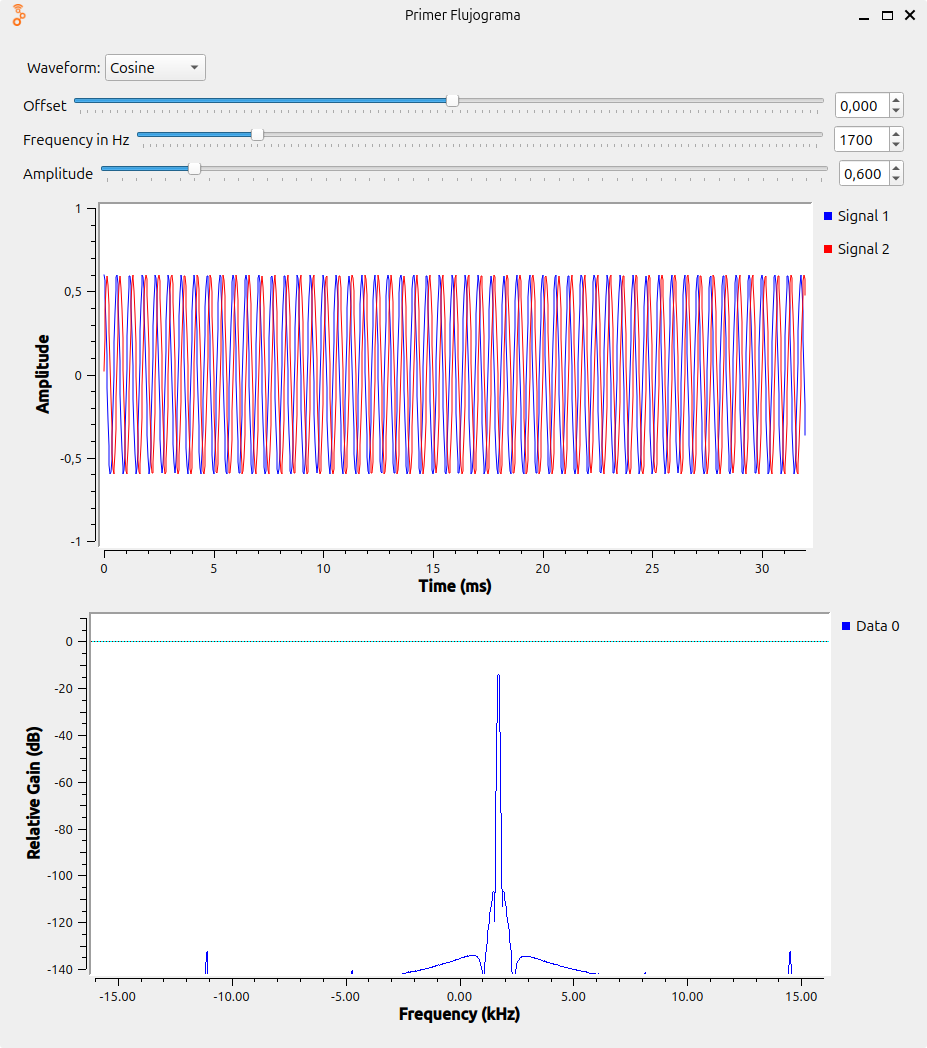 Primer Flujograma
Waveform: Cosine
Offset 0,000
Frequency in Hz 1700
Amplitude 0,600
1
0,5
0
-0,5
-1
Amplitude
0 5 10 15 20 25 30
Time (ms)
Signal 1
Signal 2
0
-20
-40
-60
-80
-100
-120
-140
Relative Gain (dB)
-15.00 -10.00 -5.00 0.00 5.00 10.00 15.00
Frequency (kHz)
Data 0